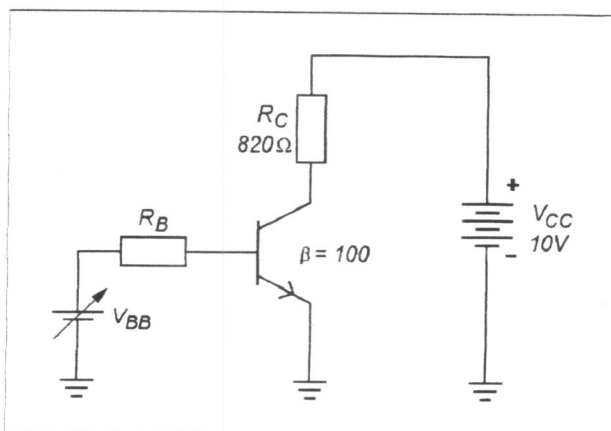 R_C
820Ω
R_B
β = 100
V_BB
+
V_CC
10V
-